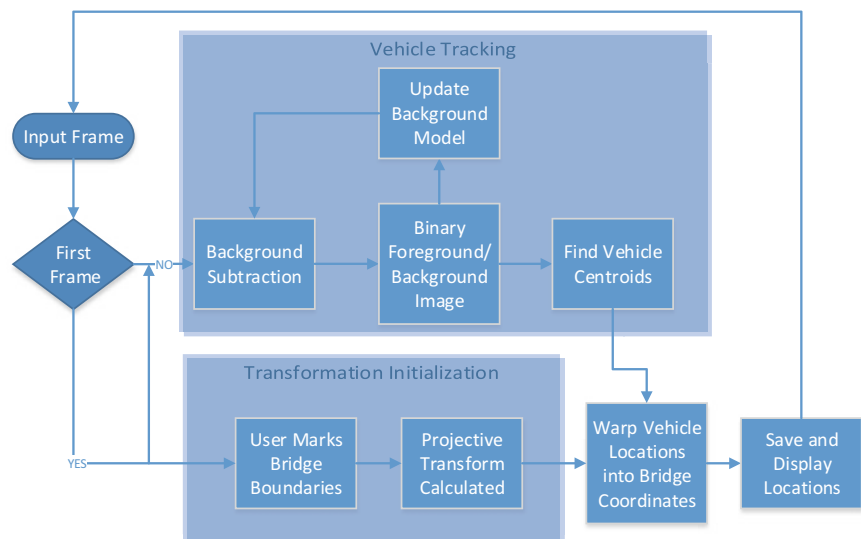 Vehicle Tracking
Update
Background
Model
Input Frame
First
Frame
NO
Background
Subtraction
Binary
Foreground/
Background
Image
Find Vehicle
Centroids
Transformation Initialization
YES
User Marks
Bridge
Boundaries
Projective
Transform
Calculated
Warp Vehicle
Locations
into Bridge
Coordinates
Save and
Display
Locations